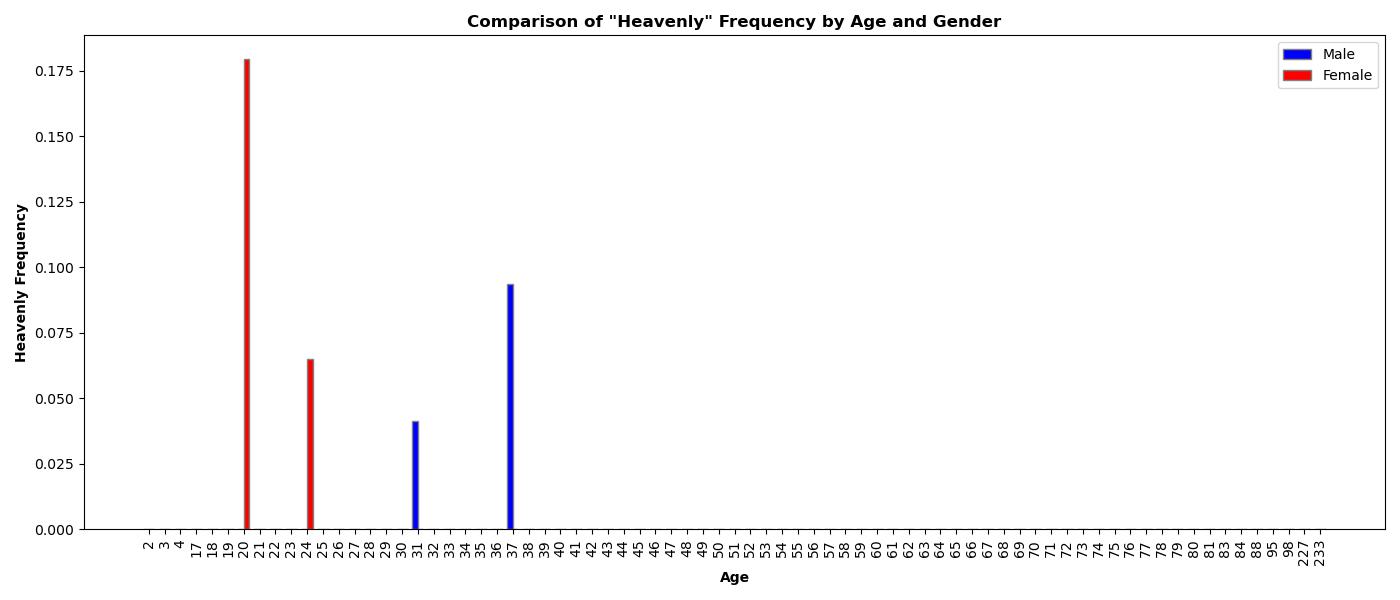 Comparison of "Heavenly" Frequency by Age and Gender
Male
Female
Heavenly Frequency
0.175
0.150
0.125
0.100
0.075
0.050
0.025
0.000
2 3 4 17 18 19 20 21 22 23 24 25 26 27 28 29 30 31 32 33 34 35 36 37 38 39 40 41 42 43 44 45 46 47 48 49 50 51 52 53 54 55 56 57 58 59 60 61 62 63 64 65 66 67 68 69 70 71 72 73 74 75 76 77 78 79 80 81 83 84 88 95 98 227 233
Age